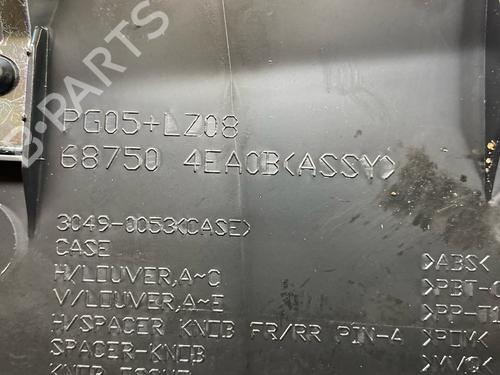 B-PARTS
PG05+LZ08
68750 4EA0B<ASSY>
3049-0053<CASE>
CASE
H/LOUVER,A~C
V/LOUVER,A~E
H/SPACER KNOB FR/RR PIN-A
SPACER-KNOB
>ABS<
>PBT-
>PP-T1
>POM<